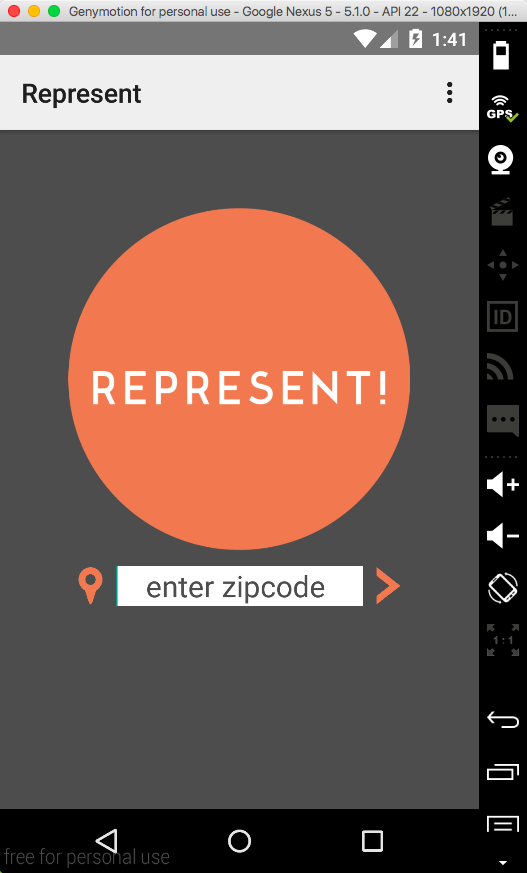 Genymotion for personal use - Google Nexus 5 - 5.1.0 - API 22 - 1080x1920 (1...
1:41
Represent
GPS
ID
REPRESENT!
enter zipcode
1:1
free for personal use